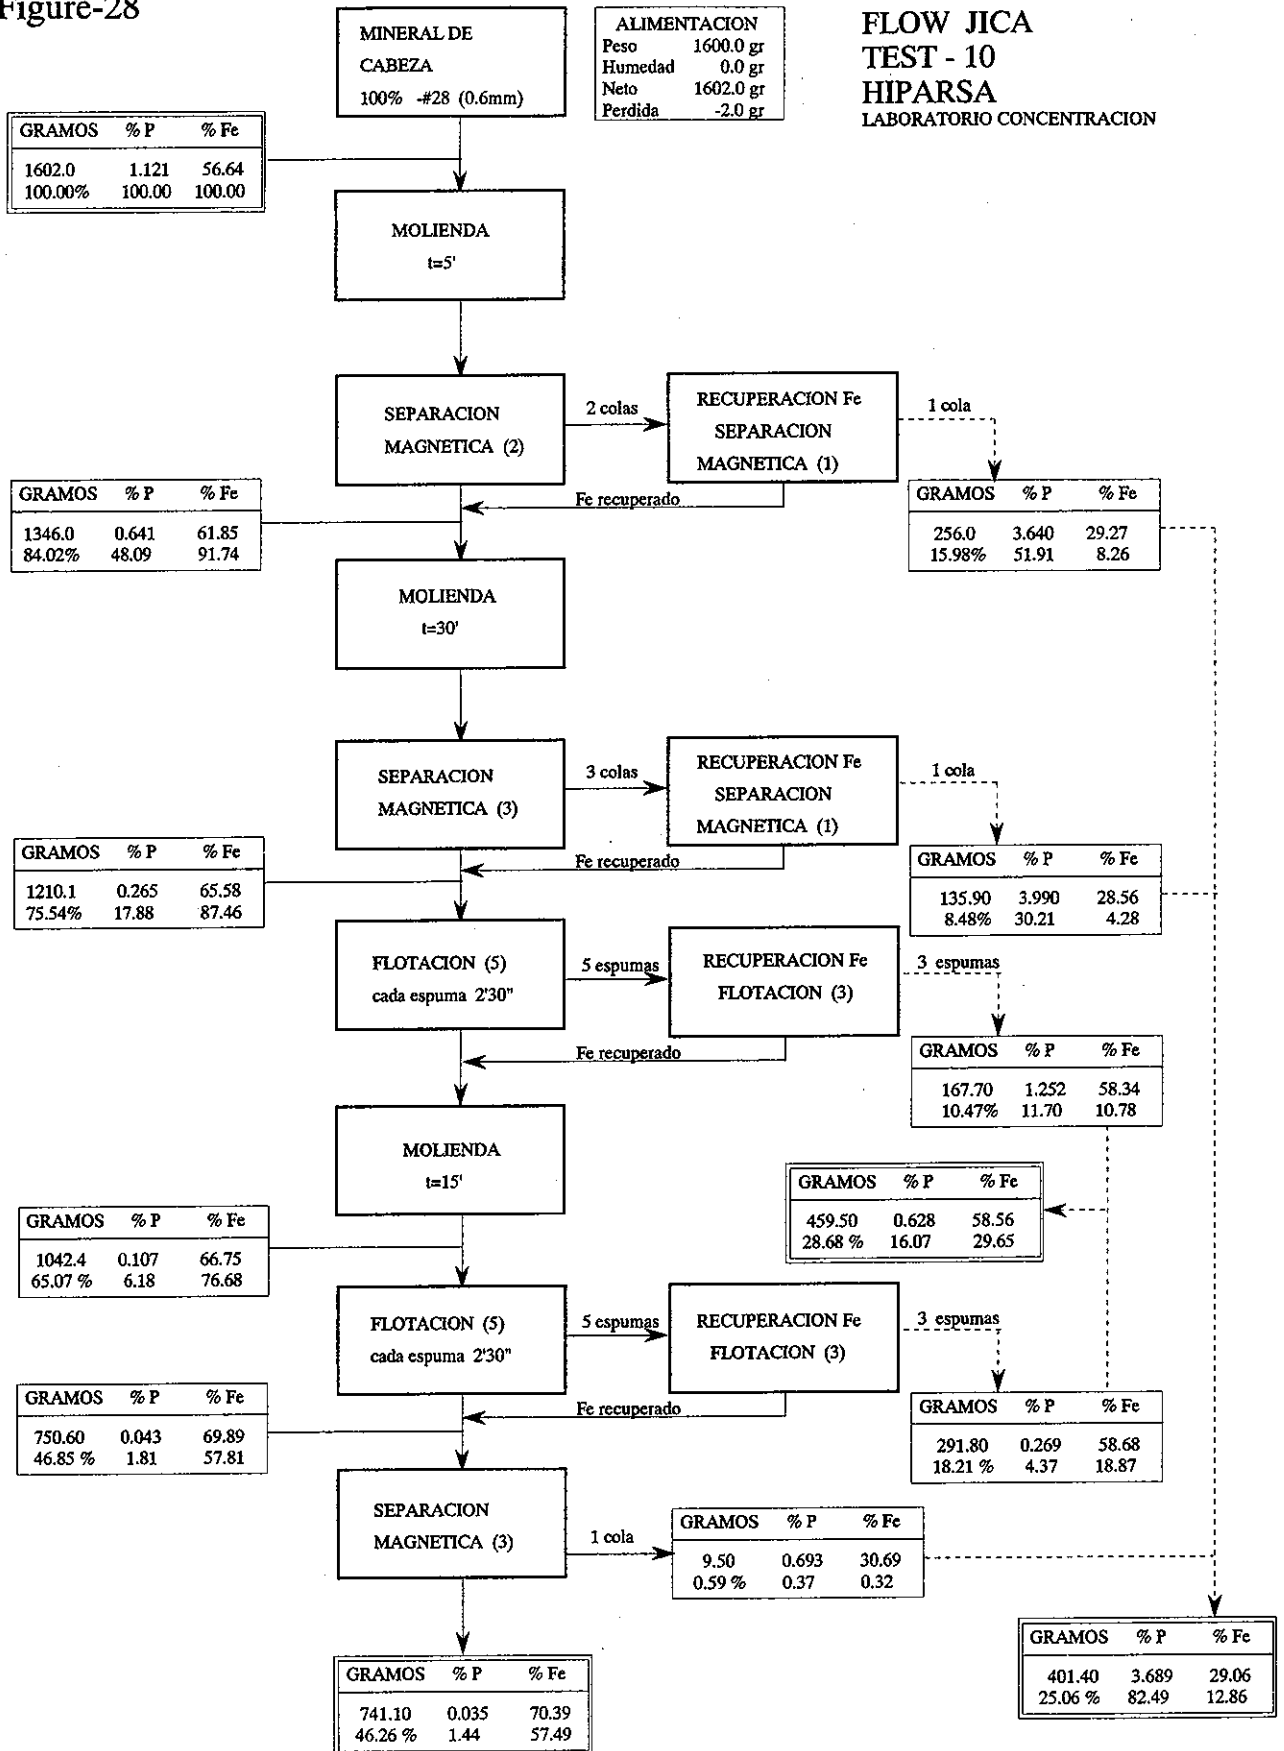 Figure-28
MINERAL DE
CABEZA
100% -#28 (0.6mm)
ALIMENTACION
Peso 1600.0 gr
Humedad 0.0 gr
Neto 1602.0 gr
Perdida -2.0 gr
FLOW JICA
TEST - 10
HIPARSA
LABORATORIO CONCENTRACION
GRAMOS % P % Fe
1602.0 1.121 56.64
100.00% 100.00 100.00
MOLIENDA
t=5'
SEPARACION
MAGNETICA (2)
2 colas
RECUPERACION Fe
SEPARACION
MAGNETICA (1)
1 cola
Fe recuperado
GRAMOS % P % Fe
1346.0 0.641 61.85
84.02% 48.09 91.74
GRAMOS % P % Fe
256.0 3.640 29.27
15.98% 51.91 8.26
MOLIENDA
t=30'
SEPARACION
MAGNETICA (3)
3 colas
RECUPERACION Fe
SEPARACION
MAGNETICA (1)
1 cola
Fe recuperado
GRAMOS % P % Fe
1210.1 0.265 65.58
75.54% 17.88 87.46
GRAMOS % P % Fe
135.90 3.990 28.56
8.48% 30.21 4.28
FLOTACION (5)
cada espuma 2'30"
5 espumas
RECUPERACION Fe
FLOTACION (3)
3 espumas
Fe recuperado
GRAMOS % P % Fe
167.70 1.252 58.34
10.47% 11.70 10.78
MOLIENDA
t=15'
GRAMOS % P % Fe
459.50 0.628 58.56
28.68 % 16.07 29.65
GRAMOS % P % Fe
1042.4 0.107 66.75
65.07 % 6.18 76.68
FLOTACION (5)
cada espuma 2'30"
5 espumas
RECUPERACION Fe
FLOTACION (3)
3 espumas
Fe recuperado
GRAMOS % P % Fe
750.60 0.043 69.89
46.85 % 1.81 57.81
GRAMOS % P % Fe
291.80 0.269 58.68
18.21 % 4.37 18.87
SEPARACION
MAGNETICA (3)
1 cola
GRAMOS % P % Fe
9.50 0.693 30.69
0.59 % 0.37 0.32
GRAMOS % P % Fe
401.40 3.689 29.06
25.06 % 82.49 12.86
GRAMOS % P % Fe
741.10 0.035 70.39
46.26 % 1.44 57.49